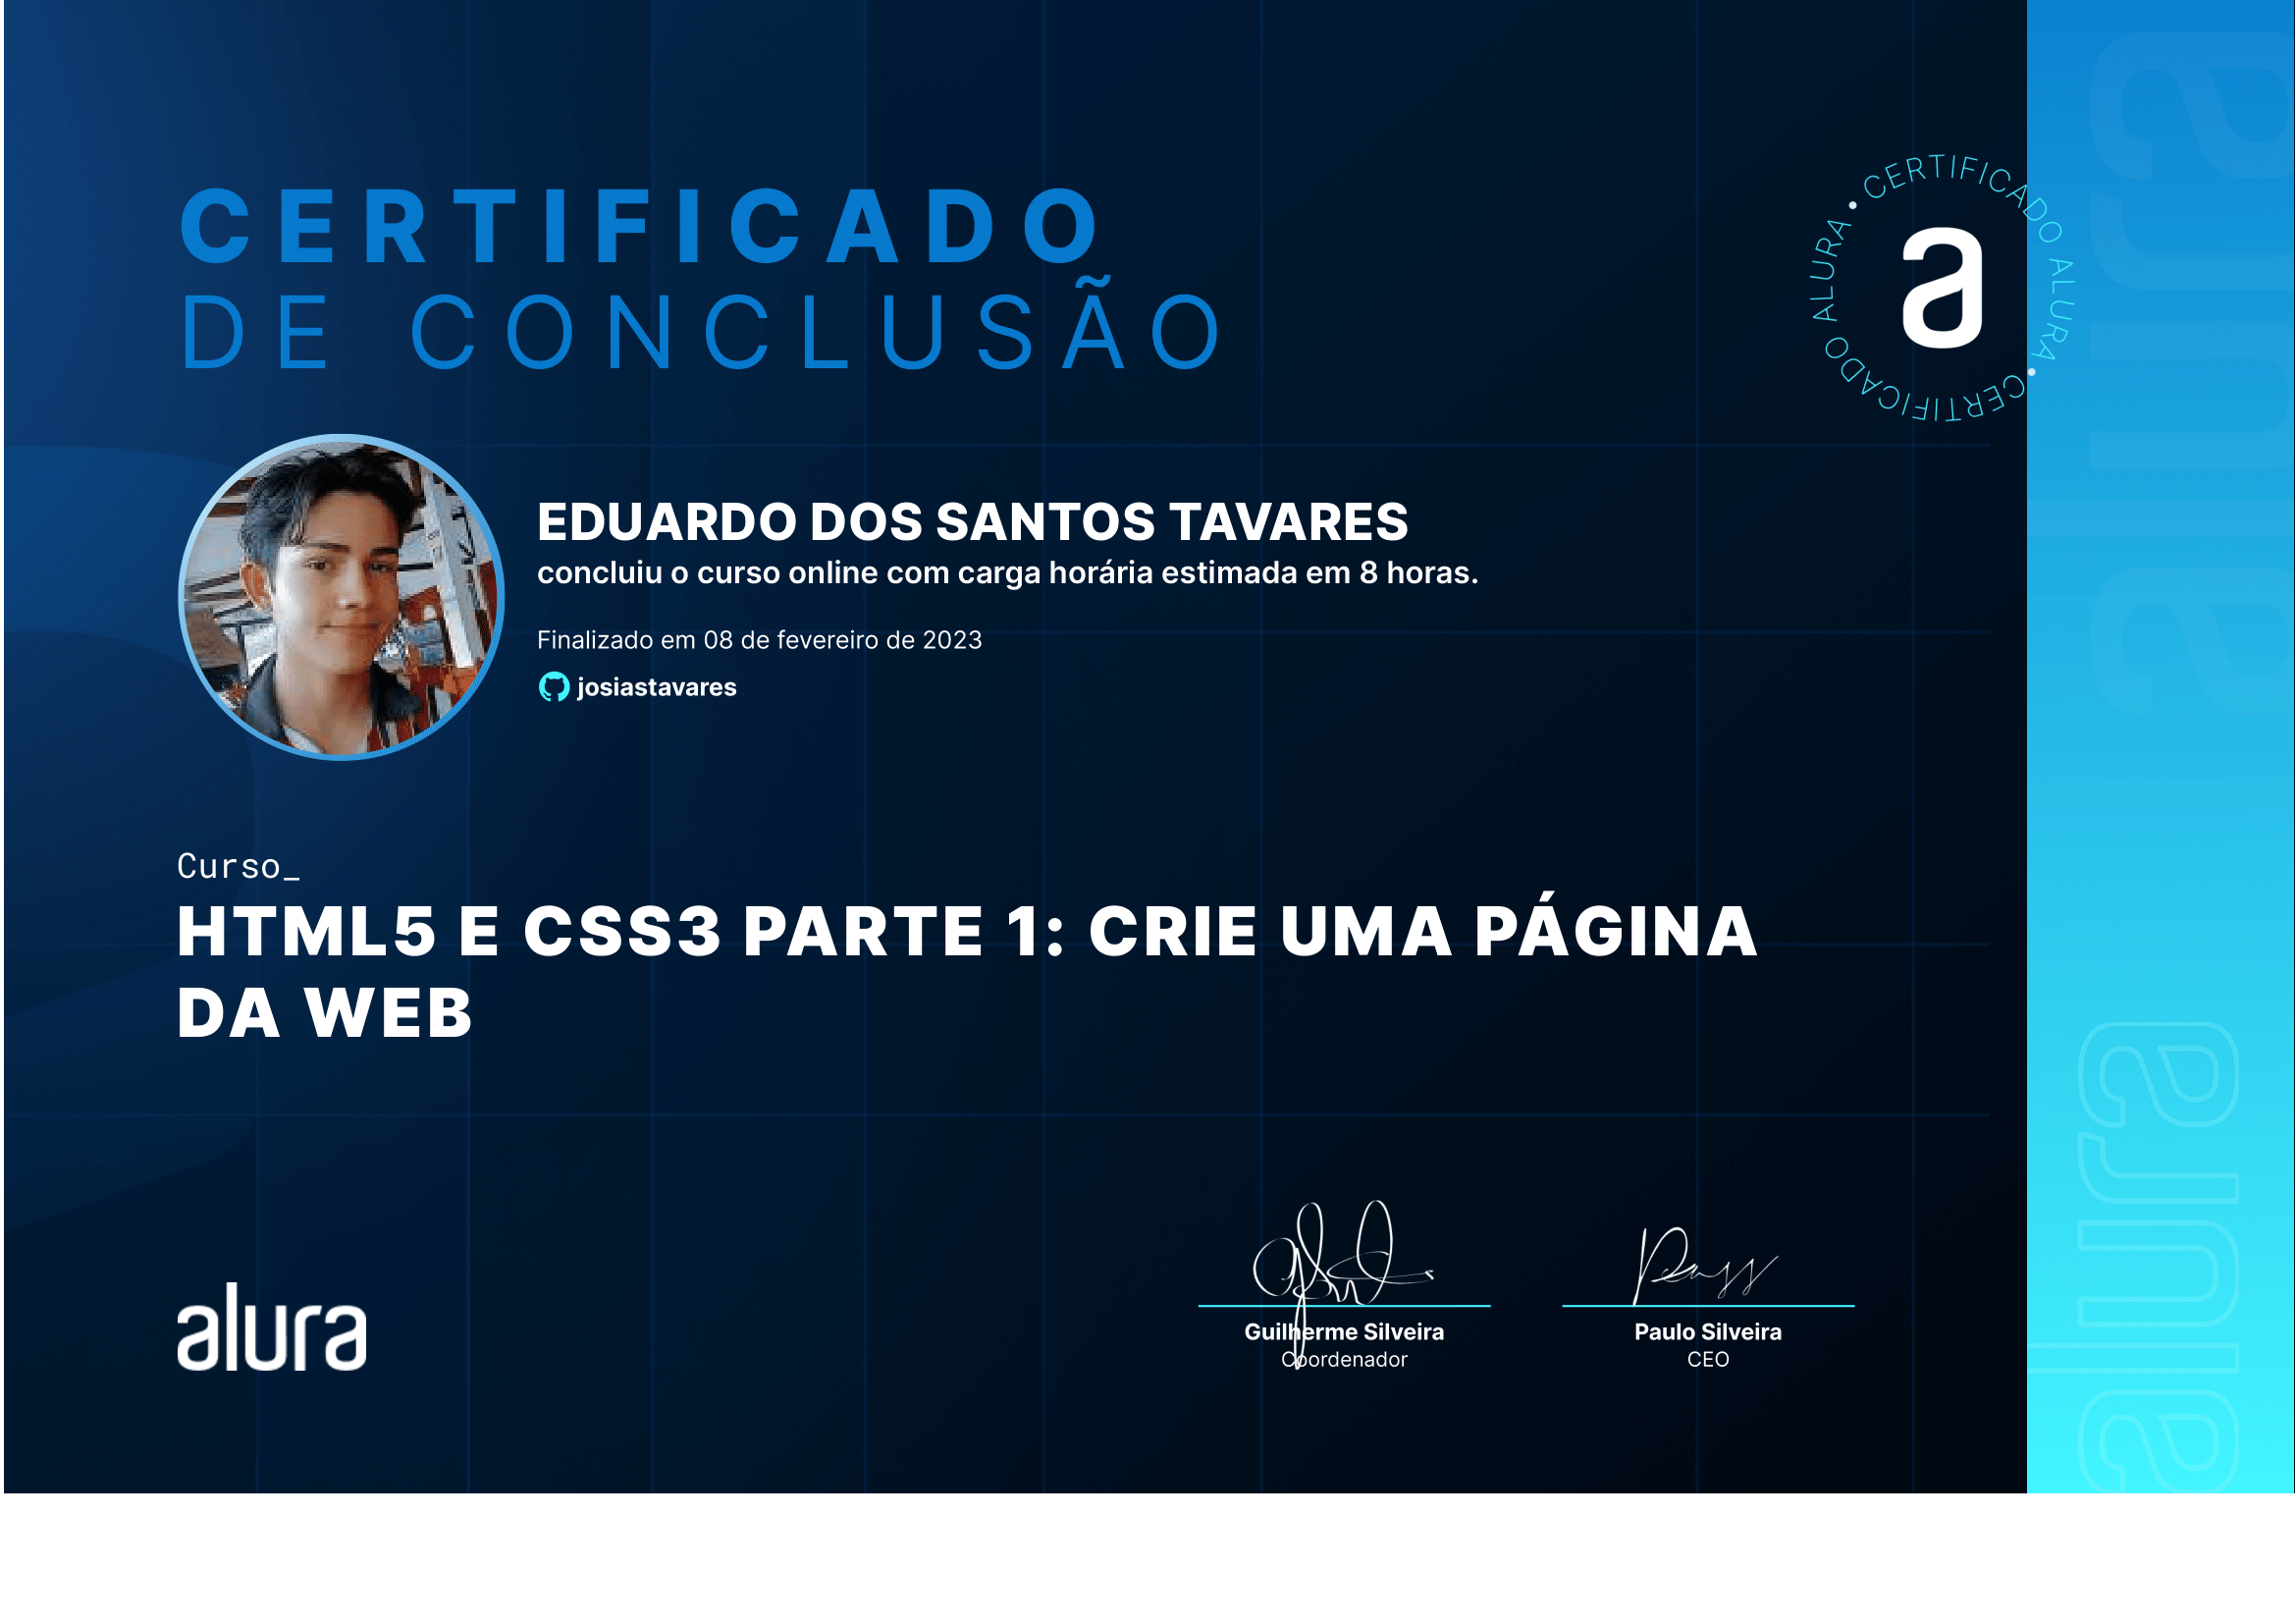 CERTIFICADO
DE CONCLUSÃO
CERTIFICADO ALURA • CERTIFICADO ALURA •
a
EDUARDO DOS SANTOS TAVARES
concluiu o curso online com carga horária estimada em 8 horas.
Finalizado em 08 de fevereiro de 2023
josiastavares
Curso_
HTML5 E CSS3 PARTE 1: CRIE UMA PÁGINA
DA WEB
alura
Guilherme Silveira
Coordenador
Paulo Silveira
CEO
alura
alura